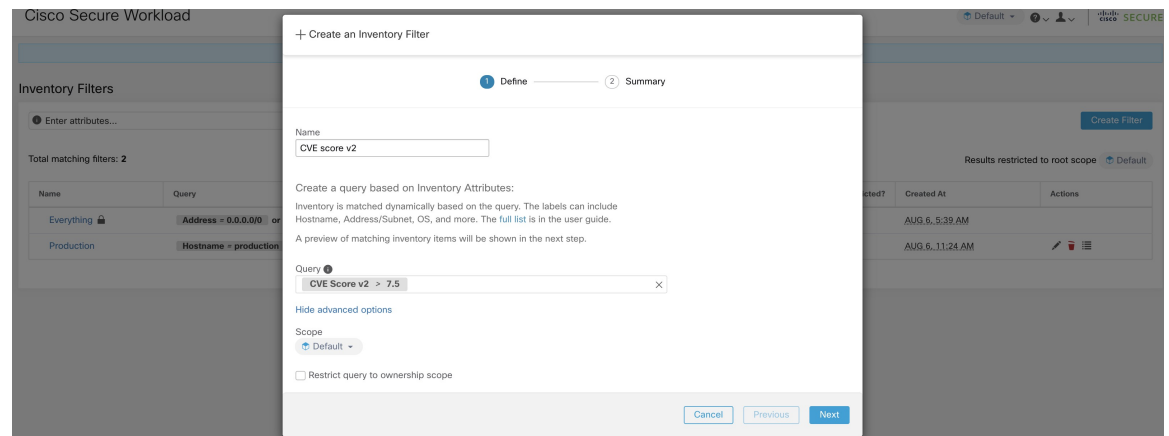 Cisco Secure Workload
Default
cisco SECURE
Inventory Filters
Enter attributes...
Create Filter
Total matching filters: 2
Results restricted to root scope Default
Name Query cted? Created At Actions
Everything Address = 0.0.0.0/0 or AUG 6, 5:39 AM
Production Hostname = production AUG 6, 11:24 AM
+ Create an Inventory Filter
1 Define 2 Summary
Name
CVE score v2
Create a query based on Inventory Attributes:
Inventory is matched dynamically based on the query. The labels can include
Hostname, Address/Subnet, OS, and more. The full list is in the user guide.
A preview of matching inventory items will be shown in the next step.
Query
CVE Score v2 > 7.5
Hide advanced options
Scope
Default
Restrict query to ownership scope
Cancel Previous Next